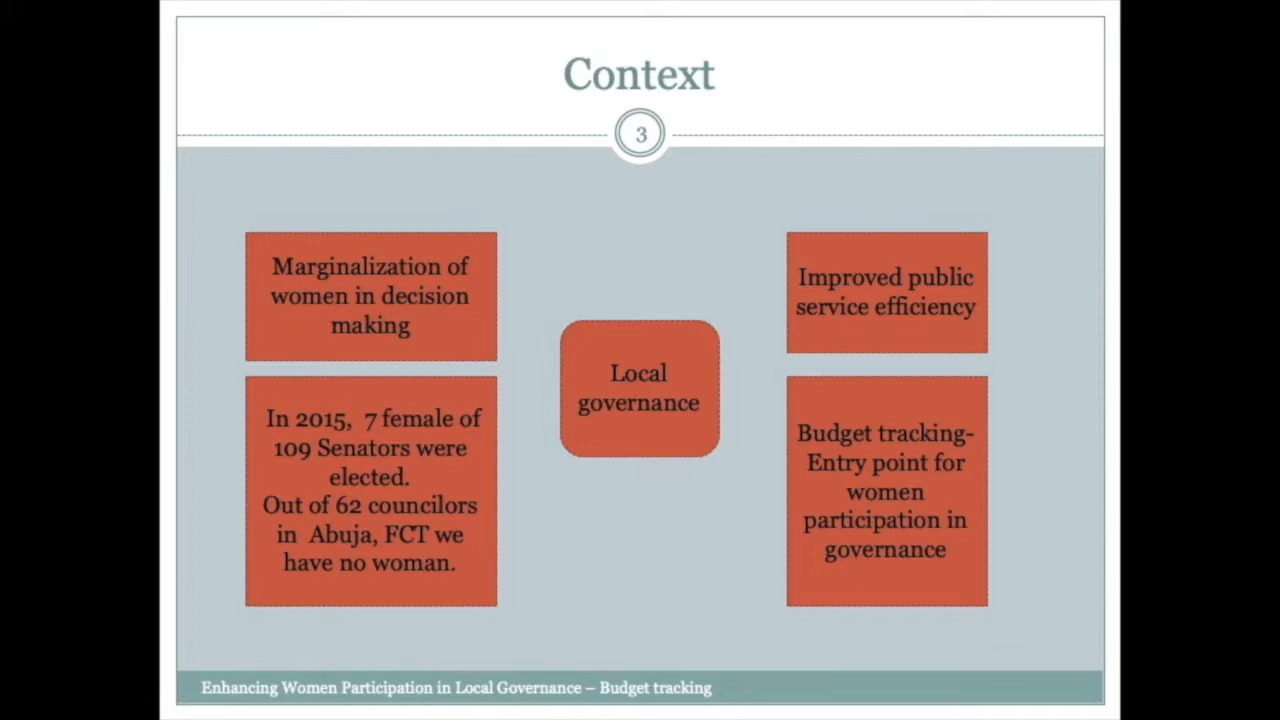 Context
3
Marginalization of
women in decision
making
In 2015, 7 female of
109 Senators were
elected.
Out of 62 councilors
in Abuja, FCT we
have no woman.
Local
governance
Improved public
service efficiency
Budget tracking-
Entry point for
women
participation in
governance
Enhancing Women Participation in Local Governance – Budget tracking